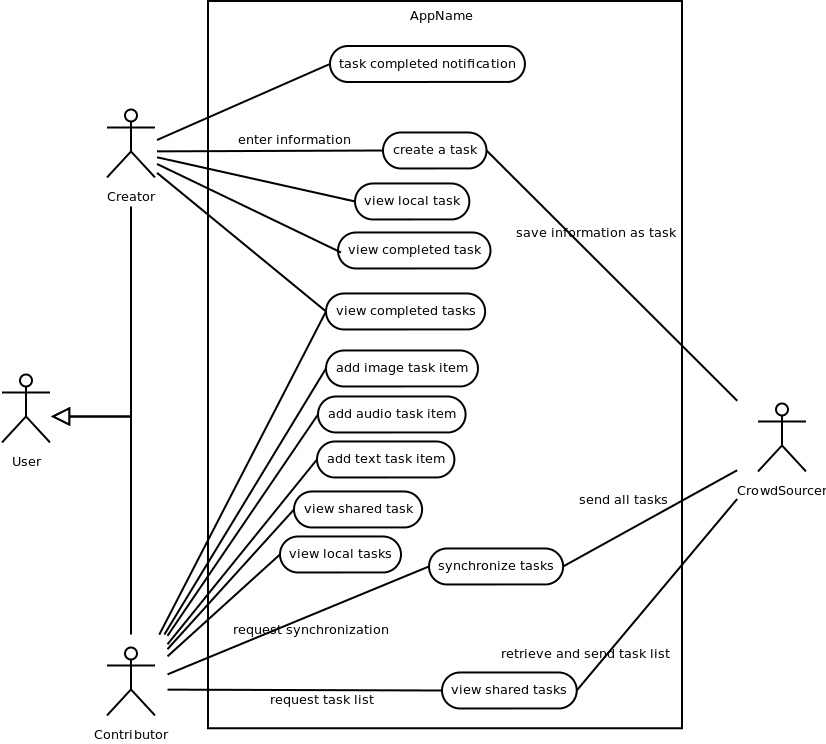 AppName
task completed notification
enter information
create a task
Creator
view local task
save information as task
view completed task
view completed tasks
add image task item
add audio task item
User
add text task item
CrowdSourcer
send all tasks
view shared task
view local tasks
synchronize tasks
request synchronization
retrieve and send task list
view shared tasks
request task list
Contributor